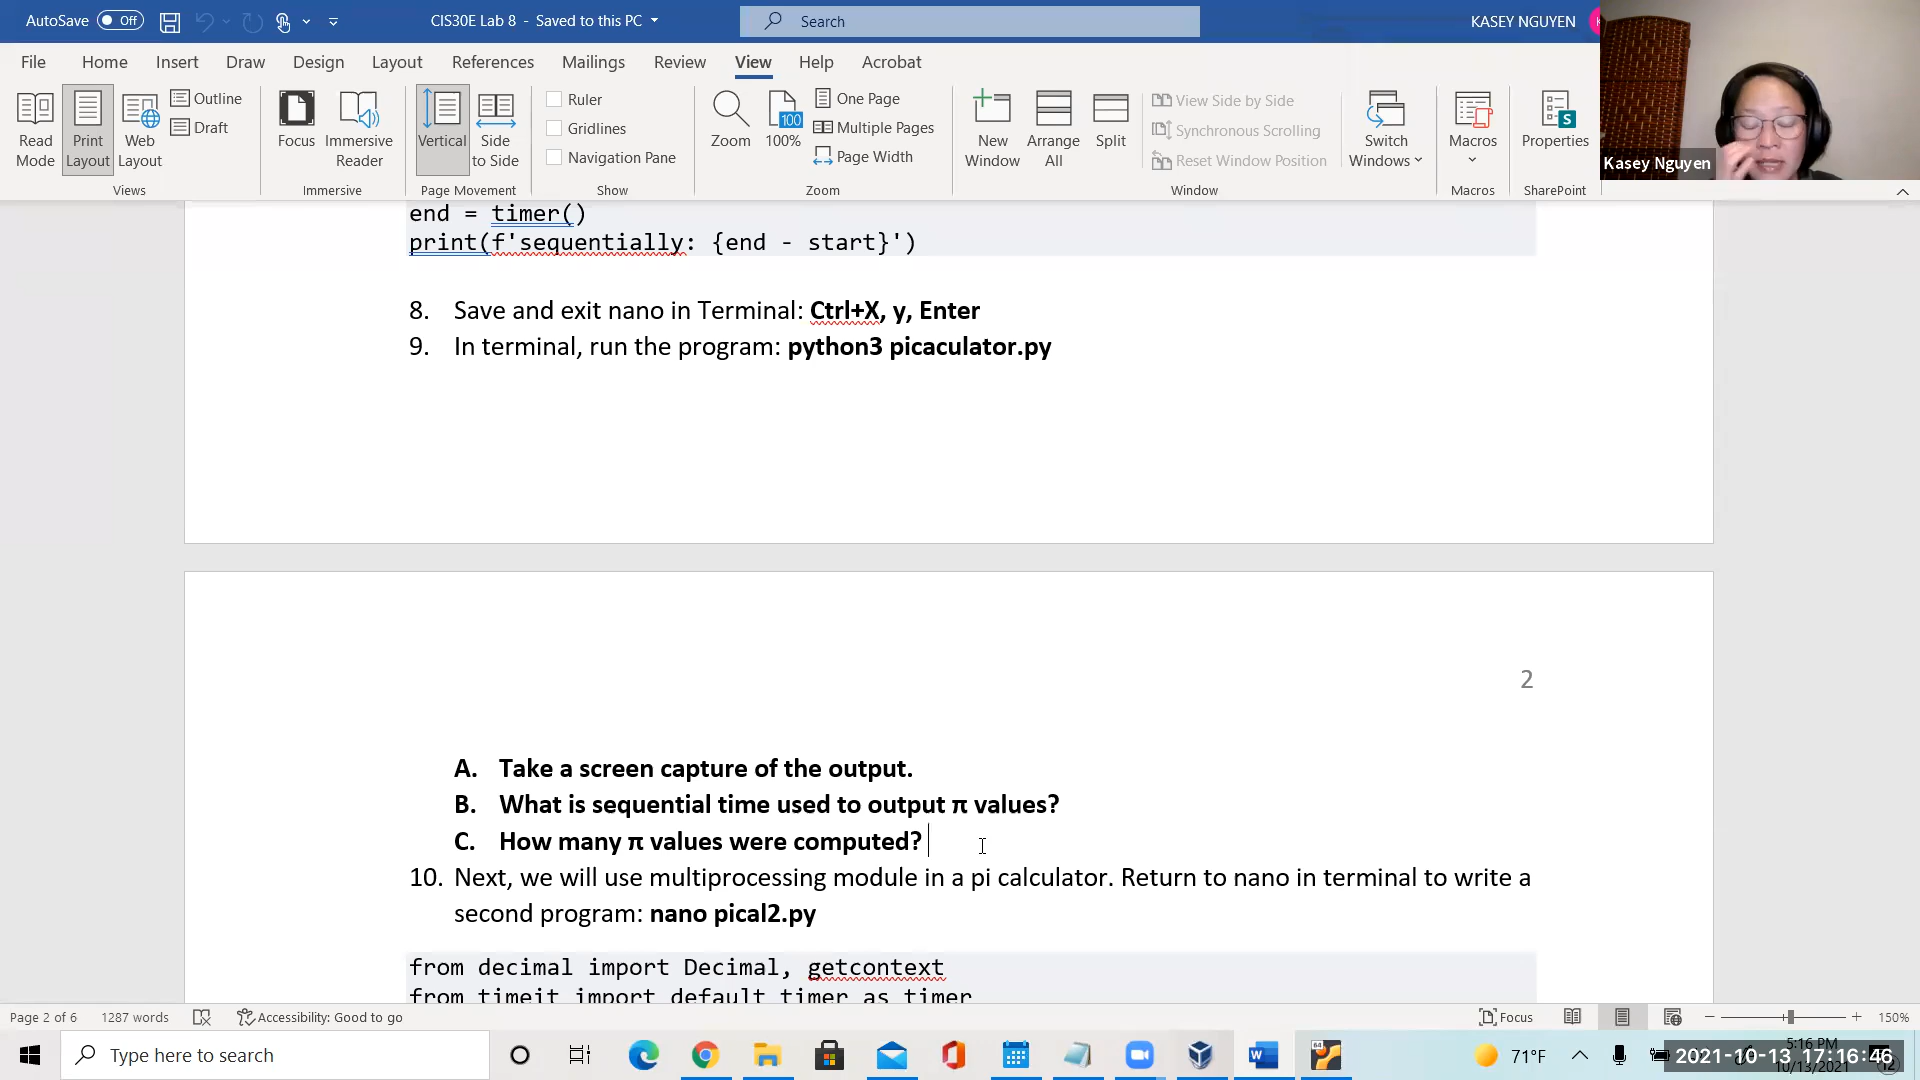 AutoSave Off CIS30E Lab 8 - Saved to this PC Search KASEY NGUYEN
File Home Insert Draw Design Layout References Mailings Review View Help Acrobat
Read Mode Print Layout Web Layout Outline Draft
Focus Immersive Reader
Vertical Side to Side
Ruler Gridlines Navigation Pane
Zoom 100 100% One Page Multiple Pages Page Width
New Window Arrange All Split View Side by Side Synchronous Scrolling Reset Window Position Switch Windows
Macros Properties
Views Immersive Page Movement Show Zoom Window Macros SharePoint
Kasey Nguyen
end = timer()
print(f'sequentially: {end - start}')
8. Save and exit nano in Terminal: Ctrl+X, y, Enter
9. In terminal, run the program: python3 picaculator.py
2
A. Take a screen capture of the output.
B. What is sequential time used to output π values?
C. How many π values were computed?
10. Next, we will use multiprocessing module in a pi calculator. Return to nano in terminal to write a
second program: nano pical2.py
from decimal import Decimal, getcontext
from timeit import default_timer as timer
Page 2 of 6 1287 words Accessibility: Good to go Focus 150%
Type here to search 71°F 5:16 PM
2021-10-13 17:16:46
10/13/2021